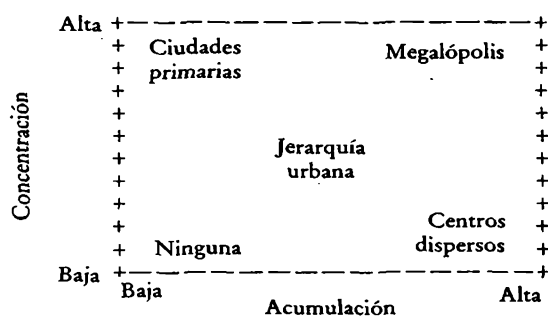 Alta
Ciudades
primarias
Megalópolis
Concentración
Jerarquía
urbana
Centros
dispersos
Ninguna
Baja
Baja
Alta
Acumulación